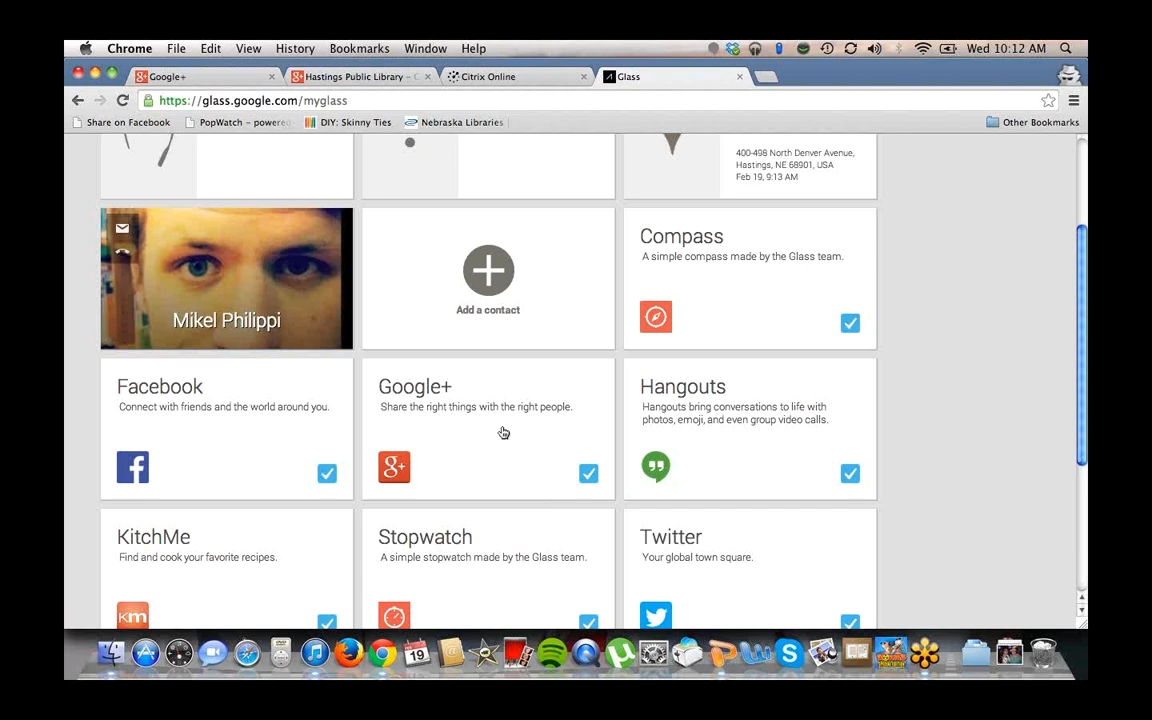 Chrome File Edit View History Bookmarks Window Help Wed 10:12 AM
Google+ Hastings Public Library – Citrix Online Glass
https://glass.google.com/myglass
Share on Facebook PopWatch – powere DIY: Skinny Ties Nebraska Libraries Other Bookmarks
400-498 North Denver Avenue,
Hastings, NE 68901, USA
Feb 19, 9:13 AM
Mikel Philippi
Add a contact
Compass
A simple compass made by the Glass team.
Facebook
Connect with friends and the world around you.
Google+
Share the right things with the right people.
g+
Hangouts
Hangouts bring conversations to life with
photos, emoji, and even group video calls.
KitchMe
Find and cook your favorite recipes.
km
Stopwatch
A simple stopwatch made by the Glass team.
Twitter
Your global town square.
19